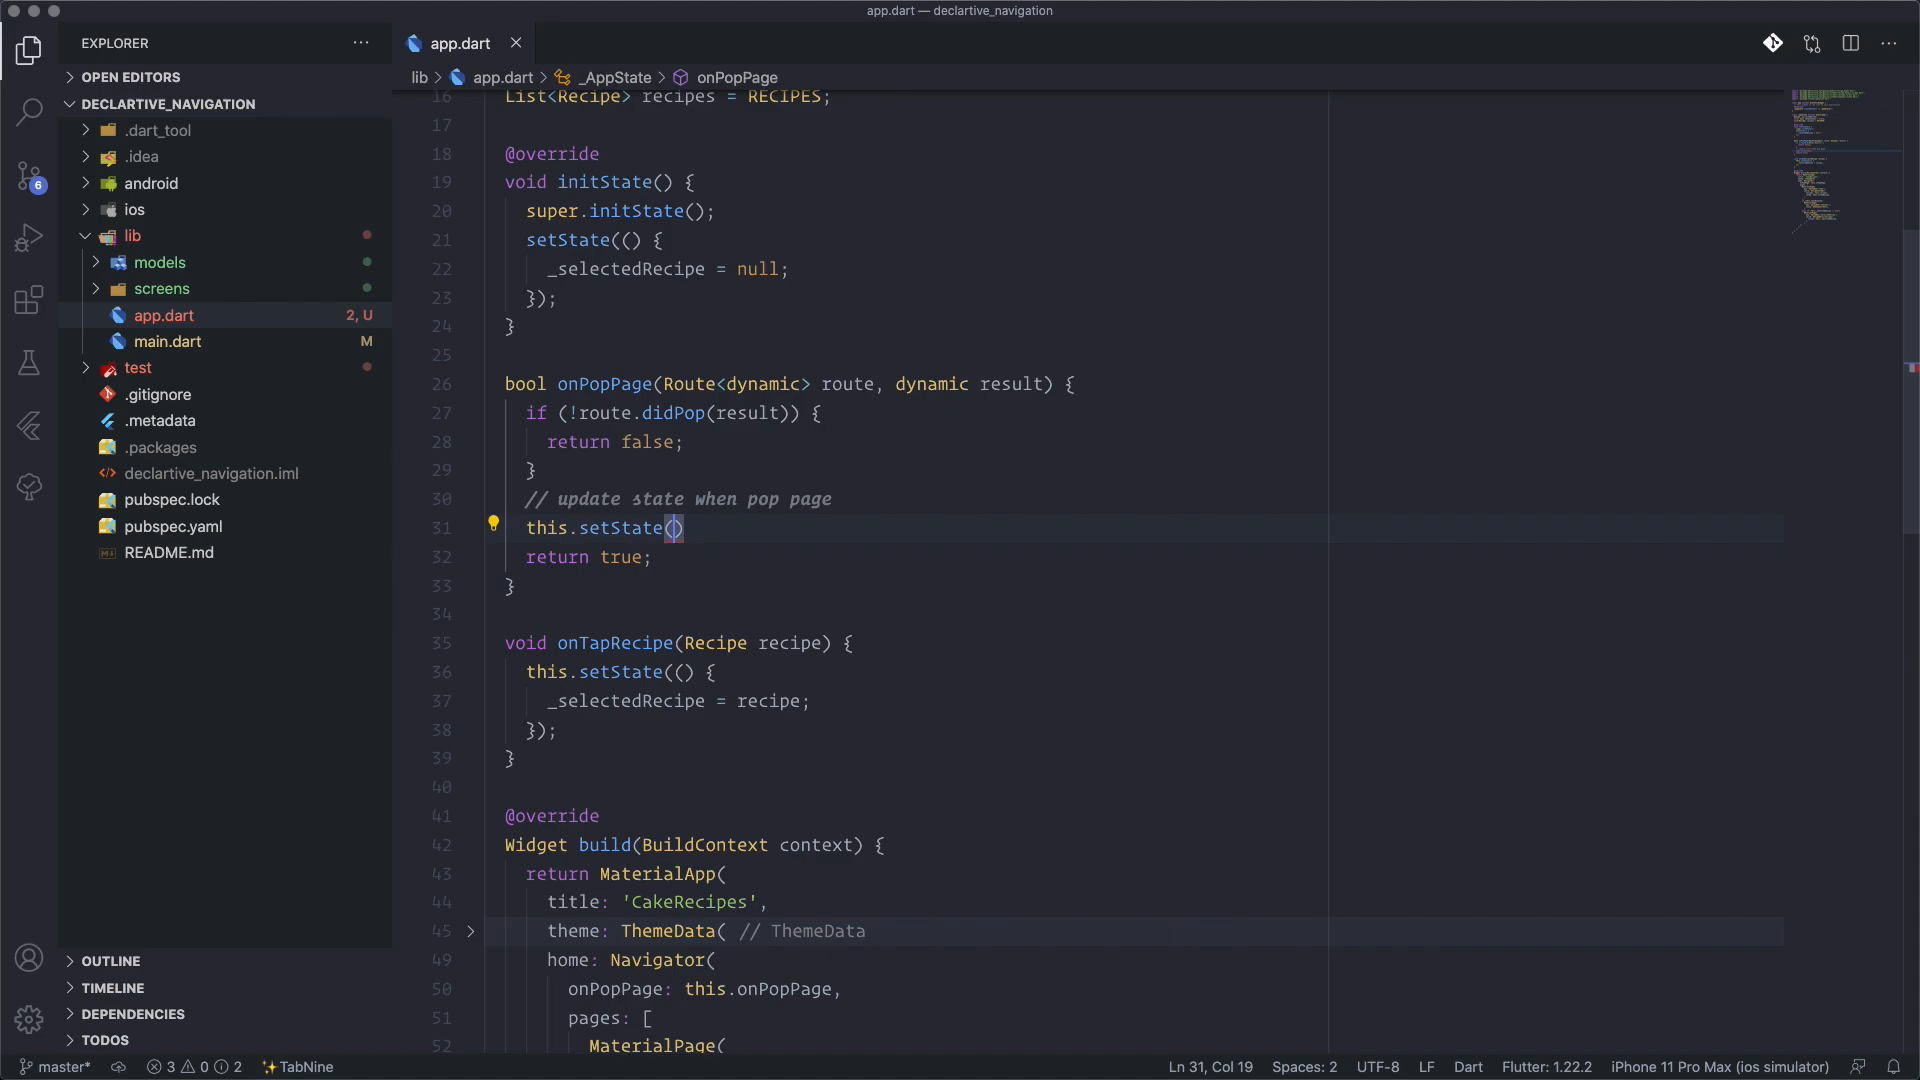 app.dart — declartive_navigation
EXPLORER
OPEN EDITORS
DECLARTIVE_NAVIGATION
.dart_tool
.idea
android
ios
lib
models
screens
app.dart 2, U
main.dart M
test
.gitignore
.metadata
.packages
declartive_navigation.iml
pubspec.lock
pubspec.yaml
README.md
OUTLINE
TIMELINE
DEPENDENCIES
TODOS
6
app.dart
lib > app.dart > _AppState > onPopPage
16 List<Recipe> recipes = RECIPES;
17
18 @override
19 void initState() {
20 super.initState();
21 setState(() {
22 _selectedRecipe = null;
23 });
24 }
25
26 bool onPopPage(Route<dynamic> route, dynamic result) {
27 if (!route.didPop(result)) {
28 return false;
29 }
30 // update state when pop page
31 this.setState()
32 return true;
33 }
34
35 void onTapRecipe(Recipe recipe) {
36 this.setState(() {
37 _selectedRecipe = recipe;
38 });
39 }
40
41 @override
42 Widget build(BuildContext context) {
43 return MaterialApp(
44 title: 'CakeRecipes',
45 theme: ThemeData( // ThemeData
49 home: Navigator(
50 onPopPage: this.onPopPage,
51 pages: [
52 MaterialPage(
master* 3 0 2 TabNine Ln 31, Col 19 Spaces: 2 UTF-8 LF Dart Flutter: 1.22.2 iPhone 11 Pro Max (ios simulator)